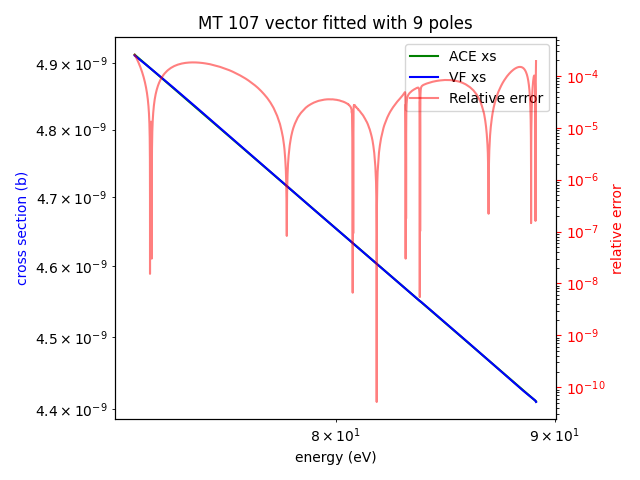 MT 107 vector fitted with 9 poles
ACE xs
VF xs
Relative error
4.9 × 10⁻⁹
4.8 × 10⁻⁹
4.7 × 10⁻⁹
4.6 × 10⁻⁹
4.5 × 10⁻⁹
4.4 × 10⁻⁹
cross section (b)
10⁻⁴
10⁻⁵
10⁻⁶
10⁻⁷
10⁻⁸
10⁻⁹
10⁻¹⁰
relative error
8 × 10¹
9 × 10¹
energy (eV)